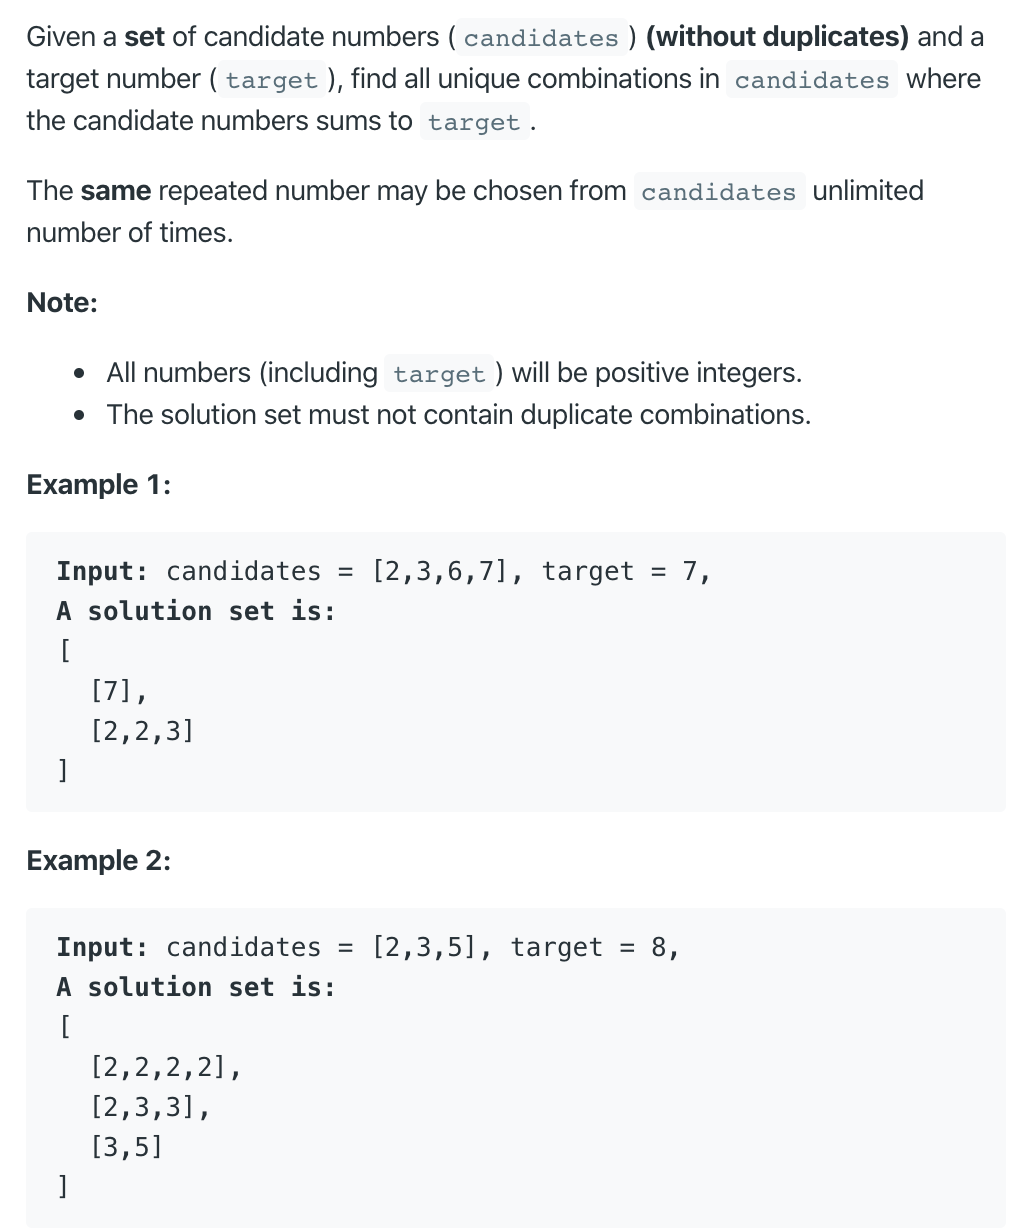 Given a set of candidate numbers ( candidates ) (without duplicates) and a
target number ( target ), find all unique combinations in candidates where
the candidate numbers sums to target .
The same repeated number may be chosen from candidates unlimited
number of times.
Note:
• All numbers (including target ) will be positive integers.
• The solution set must not contain duplicate combinations.
Example 1:
Input: candidates = [2,3,6,7], target = 7,
A solution set is:
[
[7],
[2,2,3]
]
Example 2:
Input: candidates = [2,3,5], target = 8,
A solution set is:
[
[2,2,2,2],
[2,3,3],
[3,5]
]